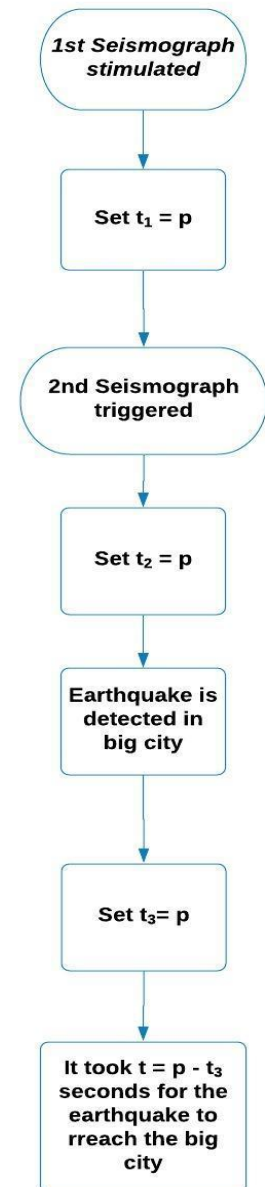 1st Seismograph
stimulated
Set t₁ = p
2nd Seismograph
triggered
Set t₂ = p
Earthquake is
detected in
big city
Set t₃= p
It took t = p - t₃
seconds for the
earthquake to
rreach the big
city